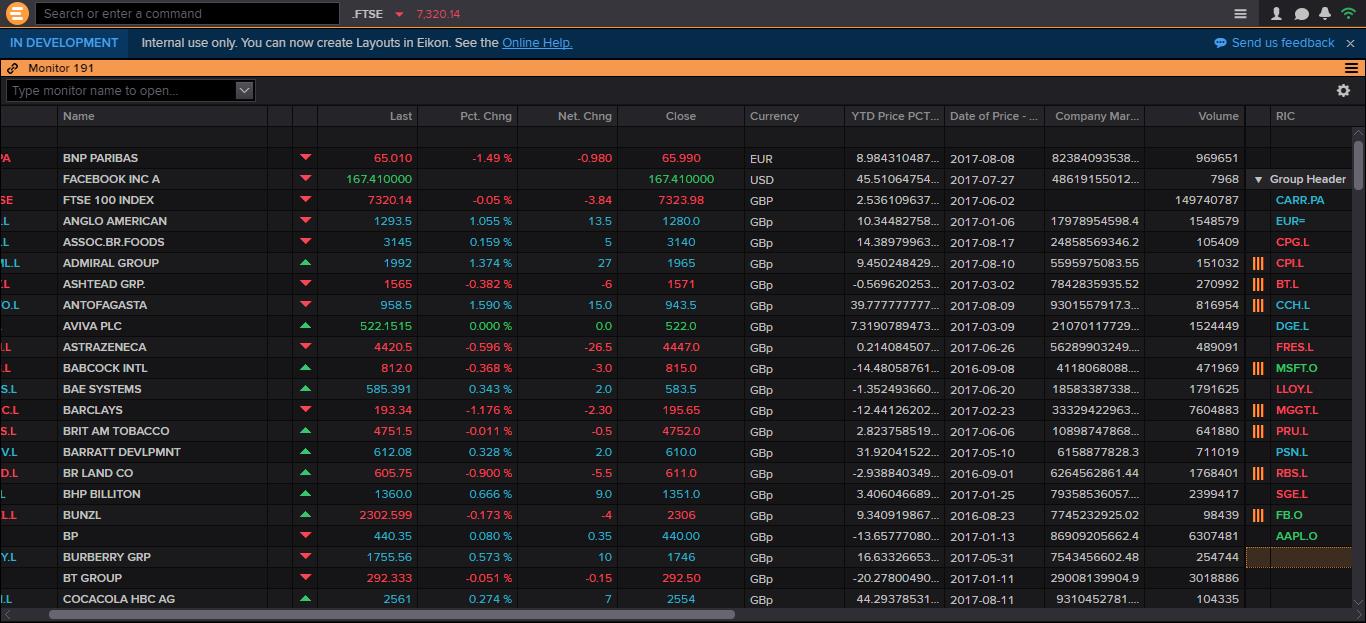 Search or enter a command .FTSE 7,320.14
IN DEVELOPMENT Internal use only. You can now create Layouts in Eikon. See the Online Help. Send us feedback
Monitor 191
Type monitor name to open...
Name Last Pct. Chng Net. Chng Close Currency YTD Price PCT... Date of Price - ... Company Mar... Volume RIC
PA BNP PARIBAS 65.010 -1.49 % -0.980 65.990 EUR 8.984310487... 2017-08-08 82384093538... 969651
FACEBOOK INC A 167.410000 167.410000 USD 45.51064754... 2017-07-27 48619155012... 7968 Group Header
SE FTSE 100 INDEX 7320.14 -0.05 % -3.84 7323.98 GBP 2.536109637... 2017-06-02 149740787 CARR.PA
.L ANGLO AMERICAN 1293.5 1.055 % 13.5 1280.0 GBp 10.34482758... 2017-01-06 17978954598.4 1548579 EUR=
.L ASSOC.BR.FOODS 3145 0.159 % 5 3140 GBp 14.38979963... 2017-08-17 24858569346.2 105409 CPG.L
ML.L ADMIRAL GROUP 1992 1.374 % 27 1965 GBp 9.450248429... 2017-08-10 5595975083.55 151032 CPI.L
.L ASHTEAD GRP. 1565 -0.382 % -6 1571 GBp -0.569620253... 2017-03-02 7842835935.52 270992 BT.L
O.L ANTOFAGASTA 958.5 1.590 % 15.0 943.5 GBp 39.777777777... 2017-08-09 9301557917.3... 816954 CCH.L
AVIVA PLC 522.1515 0.000 % 0.0 522.0 GBp 7.3190789473... 2017-03-09 21070117729... 1524449 DGE.L
.L ASTRAZENECA 4420.5 -0.596 % -26.5 4447.0 GBp 0.214084507... 2017-06-26 56289903249.... 489091 FRES.L
.L BABCOCK INTL 812.0 -0.368 % -3.0 815.0 GBp -14.48058761... 2016-09-08 4118068088.... 471969 MSFT.O
S.L BAE SYSTEMS 585.391 0.343 % 2.0 583.5 GBp -1.352493660... 2017-06-20 18583387338... 1791625 LLOY.L
C.L BARCLAYS 193.34 -1.176 % -2.30 195.65 GBp -12.44126202... 2017-02-23 33329422963... 7604883 MGGT.L
S.L BRIT AM TOBACCO 4751.5 -0.011 % -0.5 4752.0 GBp 2.823758519... 2017-06-06 10898747868... 641880 PRU.L
V.L BARRATT DEVLPMNT 612.08 0.328 % 2.0 610.0 GBp 31.92041522... 2017-05-10 6158877828.3 711019 PSN.L
D.L BR LAND CO 605.75 -0.900 % -5.5 611.0 GBp -2.938840349... 2016-09-01 6264562861.44 1768401 RBS.L
L BHP BILLITON 1360.0 0.666 % 9.0 1351.0 GBp 3.406046689... 2017-01-25 79358536057.... 2399417 SGE.L
L.L BUNZL 2302.599 -0.173 % -4 2306 GBp 9.340919867... 2016-08-23 7745232925.02 98439 FB.O
BP 440.35 0.080 % 0.35 440.00 GBp -13.65777080... 2017-01-13 86909205662.4 6307481 AAPL.O
Y.L BURBERRY GRP 1755.56 0.573 % 10 1746 GBp 16.63326653... 2017-05-31 7543456602.48 254744
BT GROUP 292.333 -0.051 % -0.15 292.50 GBp -20.27800490... 2017-01-11 29008139904.9 3018886
I.L COCACOLA HBC AG 2561 0.274 % 7 2554 GBp 44.29378531... 2017-08-11 9310452781.... 104335